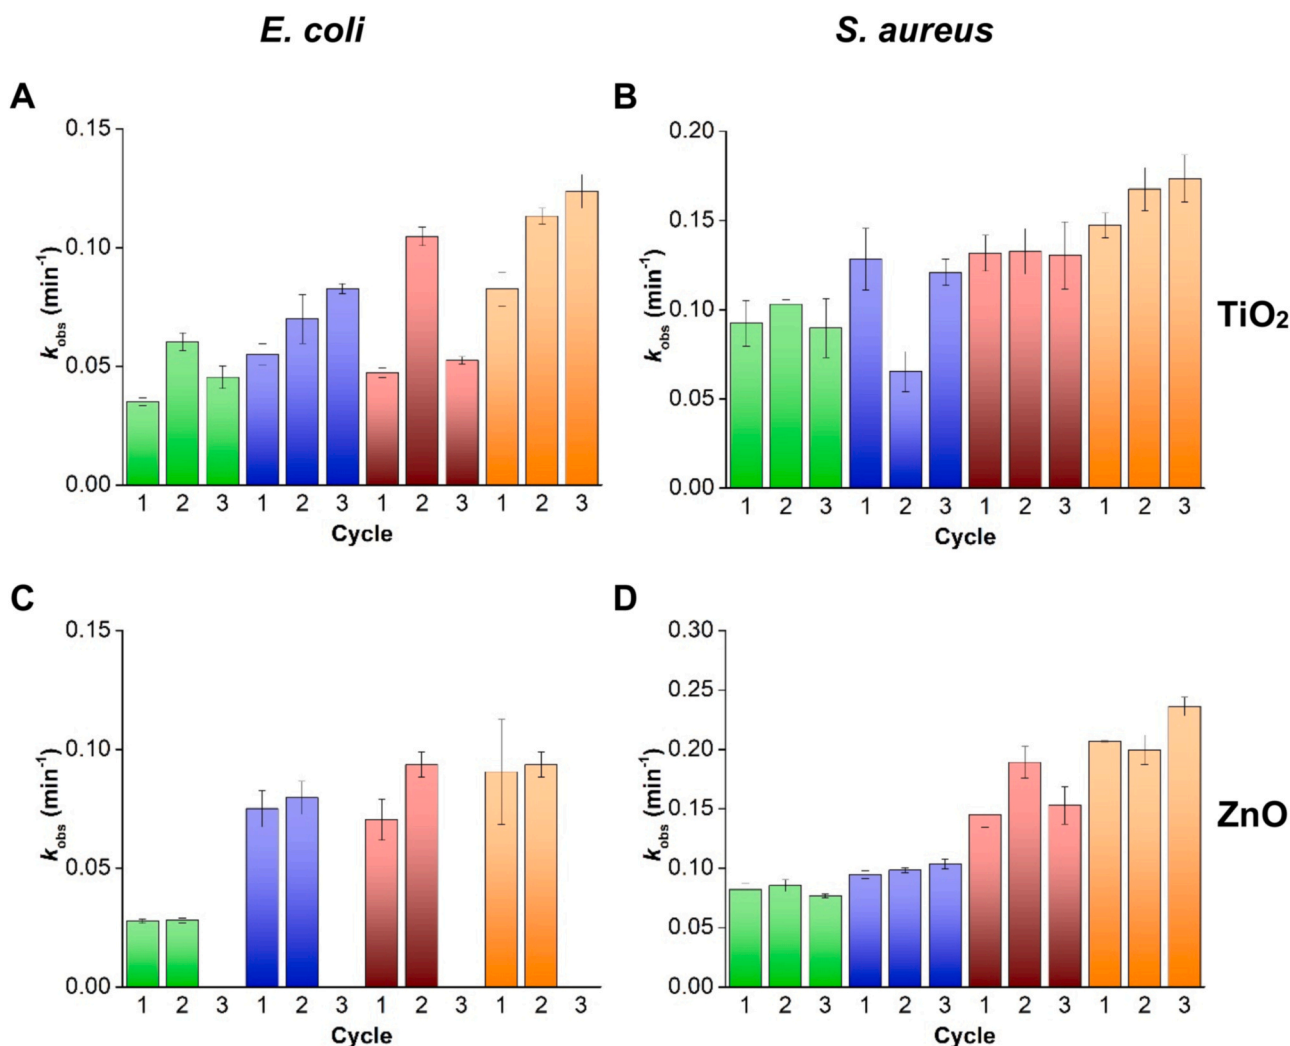 E. coli
S. aureus
A
0.15
0.10
0.05
0.00
kobs (min-1)
1 2 3 1 2 3 1 2 3 1 2 3
Cycle
B
0.20
0.15
0.10
0.05
0.00
kobs (min-1)
1 2 3 1 2 3 1 2 3 1 2 3
Cycle
TiO2
C
0.15
0.10
0.05
0.00
kobs (min-1)
1 2 3 1 2 3 1 2 3 1 2 3
Cycle
D
0.30
0.25
0.20
0.15
0.10
0.05
0.00
kobs (min-1)
1 2 3 1 2 3 1 2 3 1 2 3
Cycle
ZnO